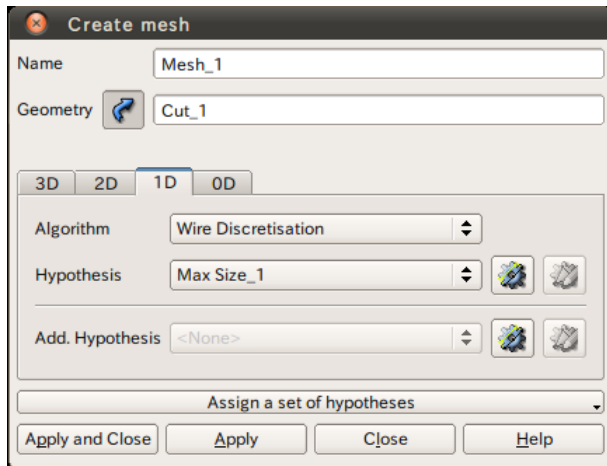 Create mesh
Name Mesh_1
Geometry Cut_1
3D 2D 1D 0D
Algorithm Wire Discretisation
Hypothesis Max Size_1
Add. Hypothesis <None>
Assign a set of hypotheses
Apply and Close Apply Close Help